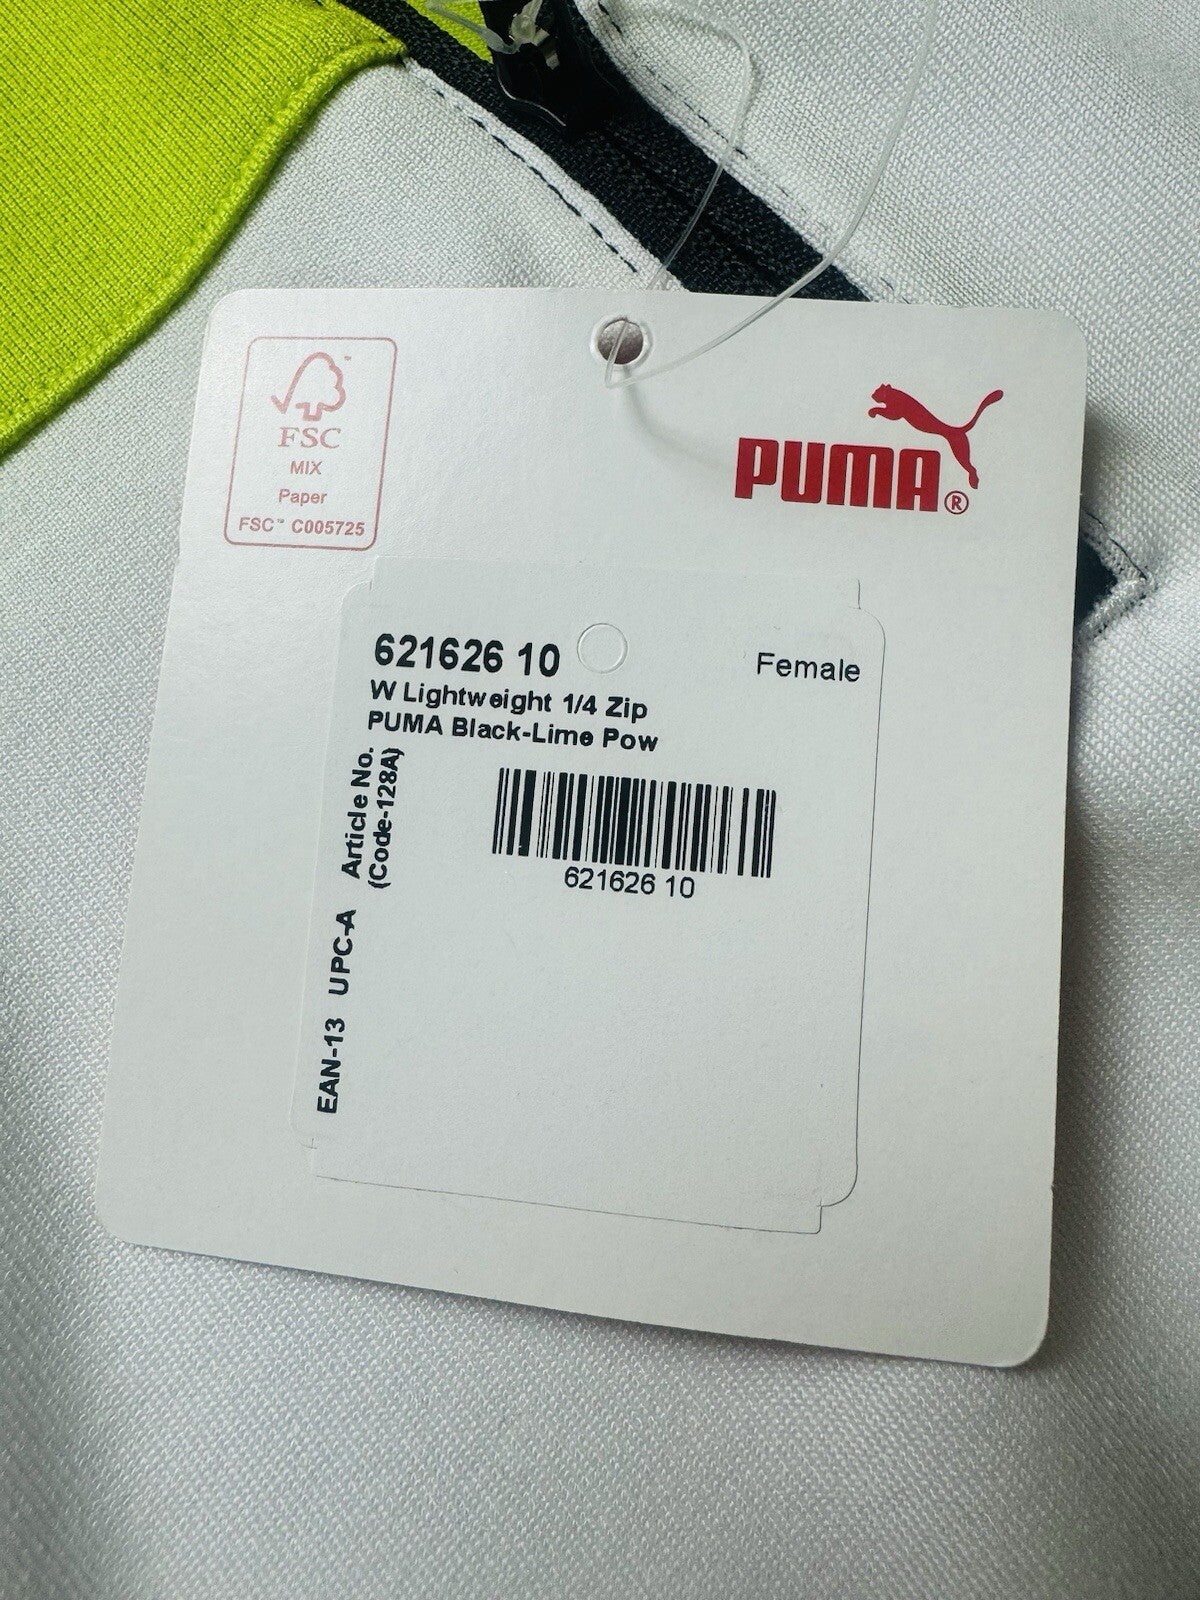 FSC
MIX
Paper
FSC™ C005725
PUMA®
621626 10
Female
W Lightweight 1/4 Zip
PUMA Black-Lime Pow
Article No.
(Code-128A)
621626 10
UPC-A
EAN-13